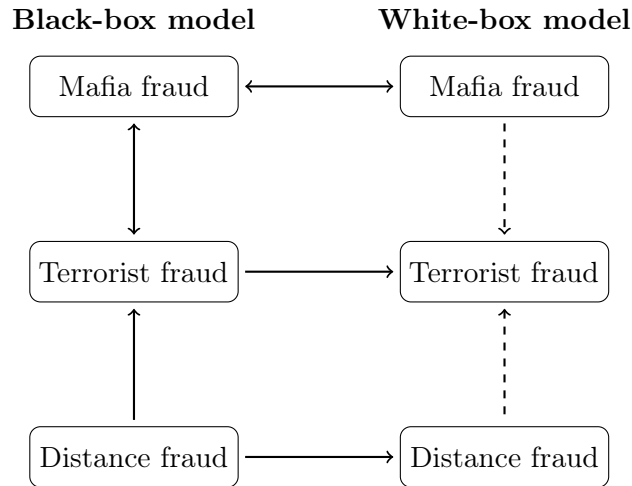 Black-box model White-box model
Mafia fraud Mafia fraud
Terrorist fraud Terrorist fraud
Distance fraud Distance fraud